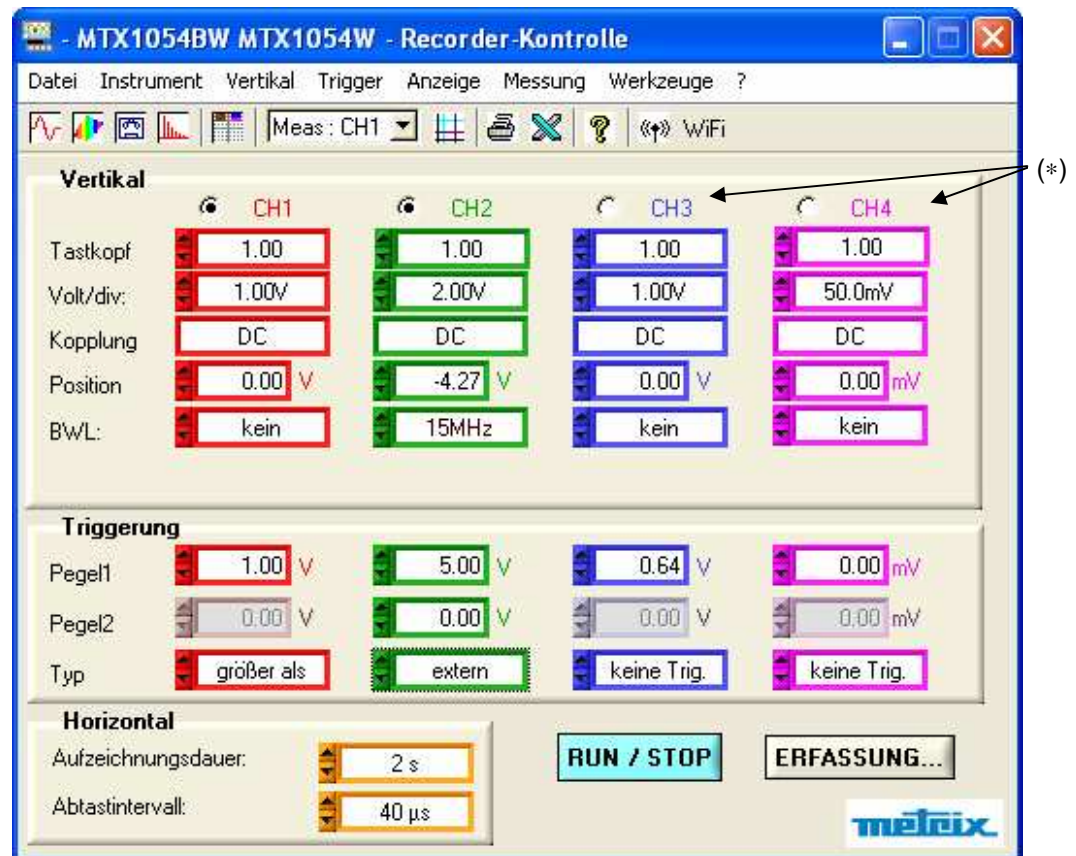 - MTX1054BW MTX1054W - Recorder-Kontrolle
Datei Instrument Vertikal Trigger Anzeige Messung Werkzeuge ?
Meas : CH1 WiFi
(*)
Vertikal
CH1 CH2 CH3 CH4
Tastkopf 1.00 1.00 1.00 1.00
Volt/div: 1.00V 2.00V 1.00V 50.0mV
Kopplung DC DC DC DC
Position 0.00 V -4.27 V 0.00 V 0.00 mV
BWL: kein 15MHz kein kein
Triggerung
Pegel1 1.00 V 5.00 V 0.64 V 0.00 mV
Pegel2 0.00 V 0.00 V 0.00 V 0.00 mV
Typ größer als extern keine Trig. keine Trig.
Horizontal
Aufzeichnungsdauer: 2 s
Abtastintervall: 40 µs
RUN / STOP ERFASSUNG...
metrix